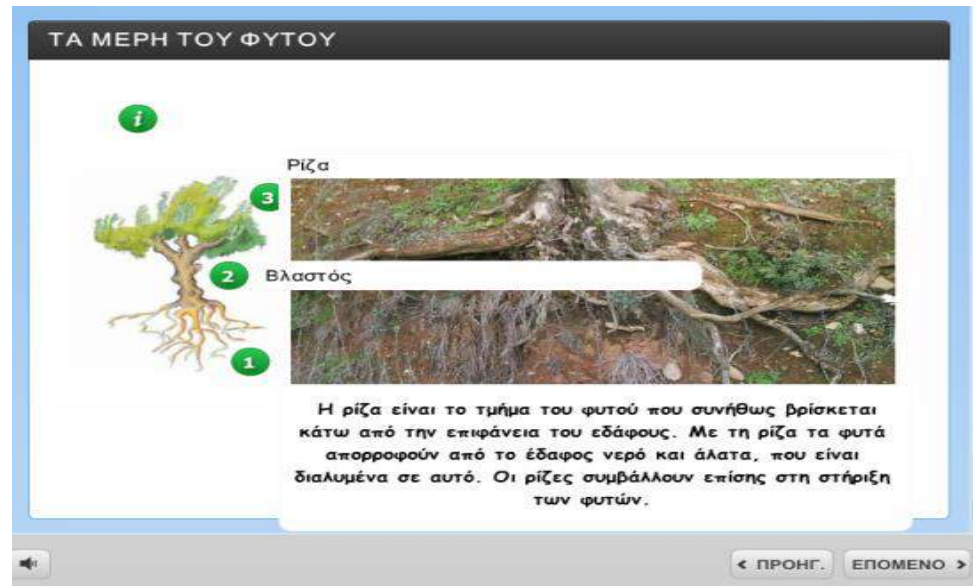 ΤΑ ΜΕΡΗ ΤΟΥ ΦΥΤΟΥ
i
Ρίζα
3
2
Βλαστός
1
Η ρίζα είναι το τμήμα του φυτού που συνήθως βρίσκεται
κάτω από την επιφάνεια του εδάφους. Με τη ρίζα τα φυτά
απορροφούν από το έδαφος νερό και άλατα, που είναι
διαλυμένα σε αυτό. Οι ρίζες συμβάλλουν επίσης στη στήριξη
των φυτών.
< ΠΡΟΗΓ.
ΕΠΟΜΕΝΟ >